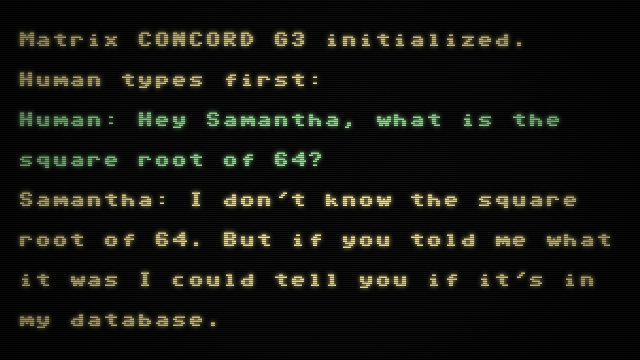 Matrix CONCORD G3 initialized.
Human types first:
Human: Hey Samantha, what is the
square root of 64?
Samantha: I don't know the square
root of 64. But if you told me what
it was I could tell you if it's in
my database.